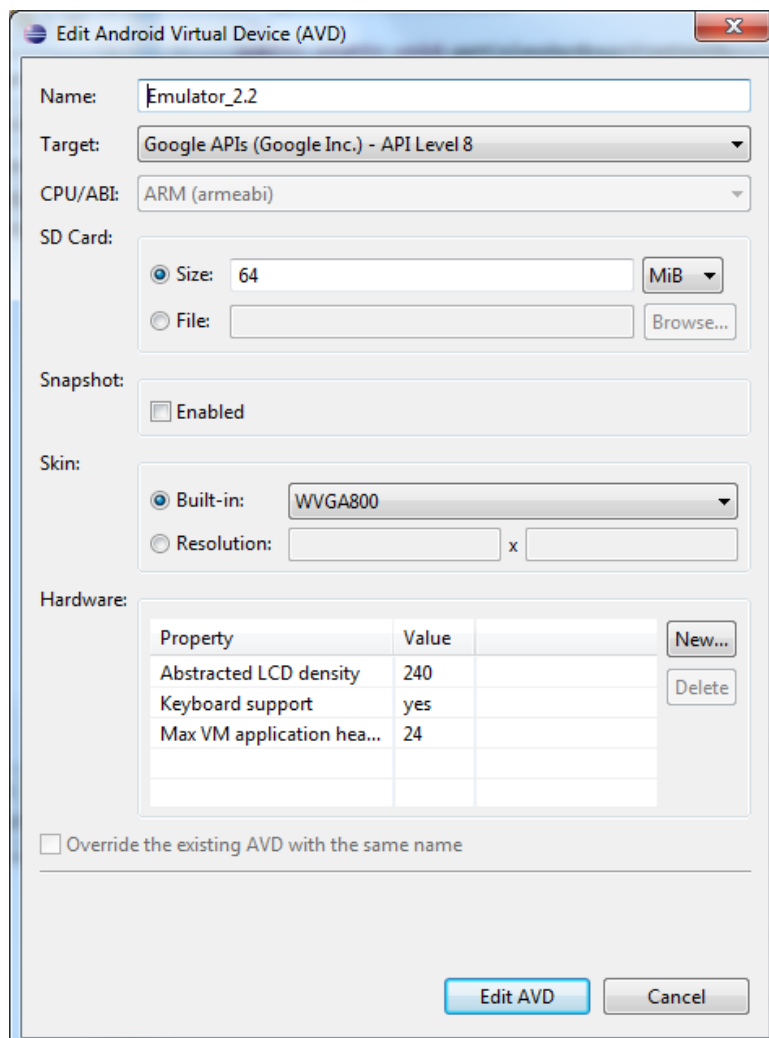 Edit Android Virtual Device (AVD)
Name: Emulator_2.2
Target: Google APIs (Google Inc.) - API Level 8
CPU/ABI: ARM (armeabi)
SD Card:
Size: 64 MiB
File: Browse...
Snapshot:
Enabled
Skin:
Built-in: WVGA800
Resolution: x
Hardware:
Property Value New...
Abstracted LCD density 240 Delete
Keyboard support yes
Max VM application hea... 24
Override the existing AVD with the same name
Edit AVD Cancel